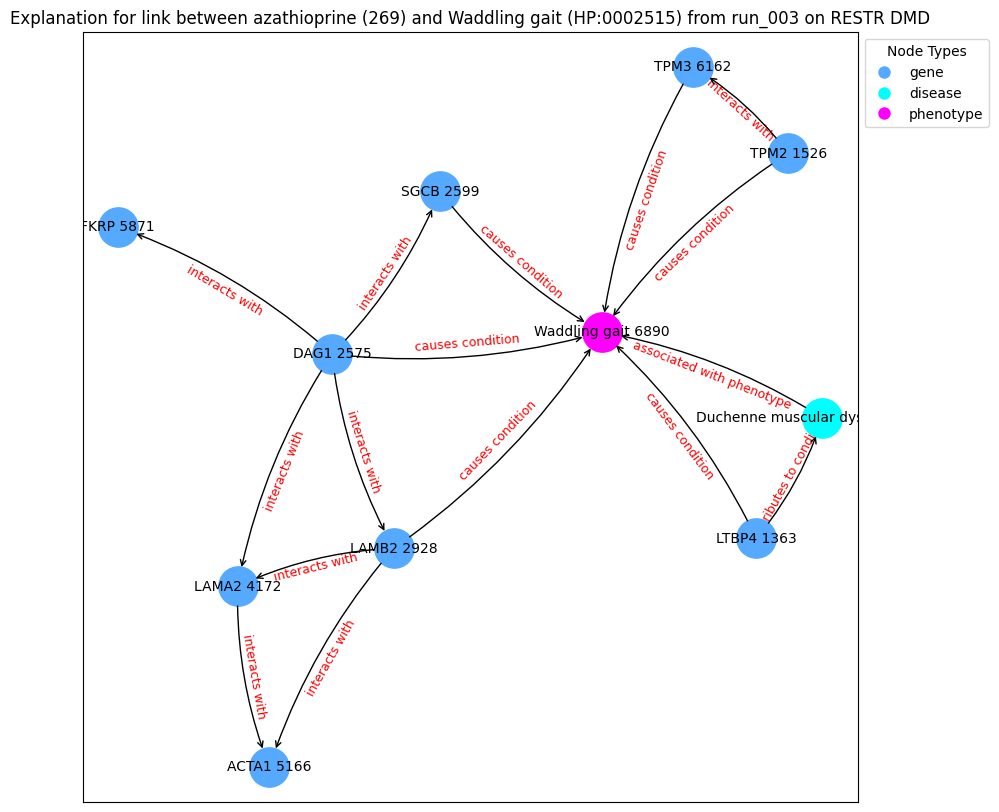 Explanation for link between azathioprine (269) and Waddling gait (HP:0002515) from run_003 on RESTR DMD
Node Types
gene
disease
phenotype
TPM3 6162
interacts with
TPM2 1526
causes condition
causes condition
SGCB 2599
causes condition
FKRP 5871
interacts with
interacts with
Waddling gait 6890
DAG1 2575
causes condition
associated with phenotype
Duchenne muscular dys
interacts with
interacts with
causes condition
causes condition
ributes to condi
LTBP4 1363
LAMB2 2928
interacts with
LAMA2 4172
interacts with
interacts with
ACTA1 5166